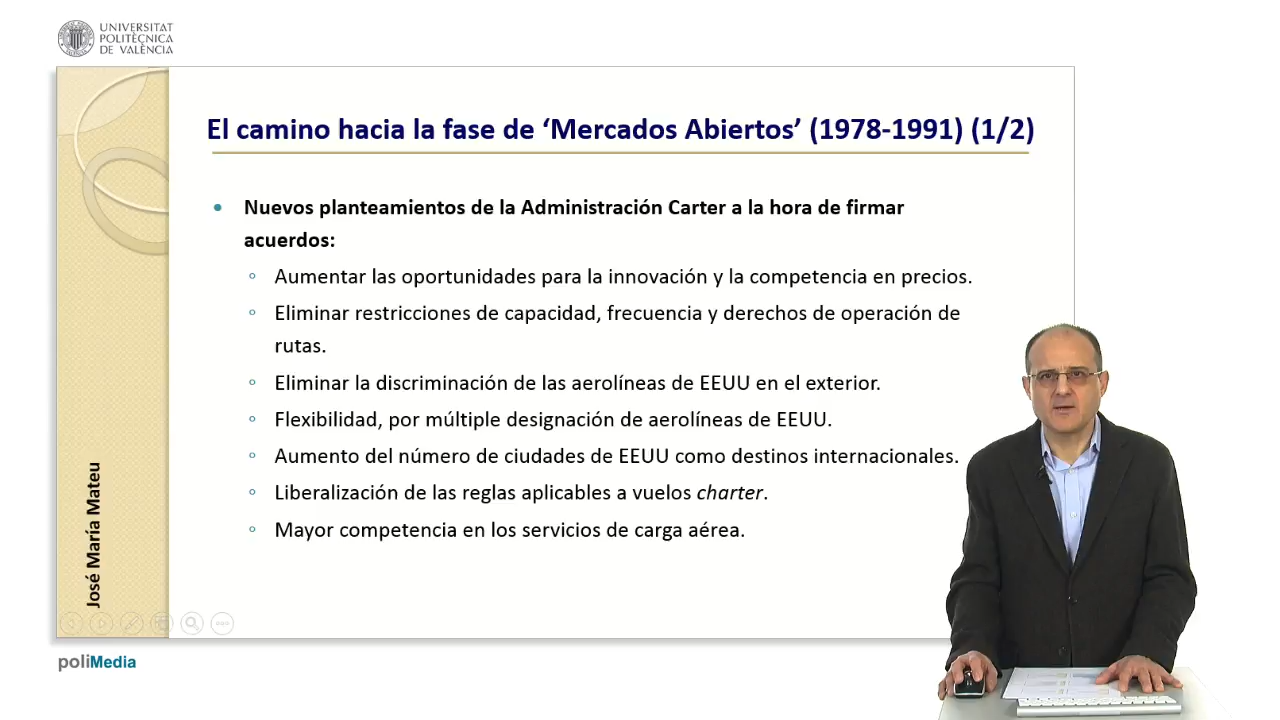 UNIVERSITAT
POLITÈCNICA
DE VALÈNCIA
El camino hacia la fase de ‘Mercados Abiertos’ (1978-1991) (1/2)
• Nuevos planteamientos de la Administración Carter a la hora de firmar
acuerdos:
◦ Aumentar las oportunidades para la innovación y la competencia en precios.
◦ Eliminar restricciones de capacidad, frecuencia y derechos de operación de
rutas.
◦ Eliminar la discriminación de las aerolíneas de EEUU en el exterior.
◦ Flexibilidad, por múltiple designación de aerolíneas de EEUU.
◦ Aumento del número de ciudades de EEUU como destinos internacionales.
◦ Liberalización de las reglas aplicables a vuelos charter.
◦ Mayor competencia en los servicios de carga aérea.
José María Mateu
poliMedia